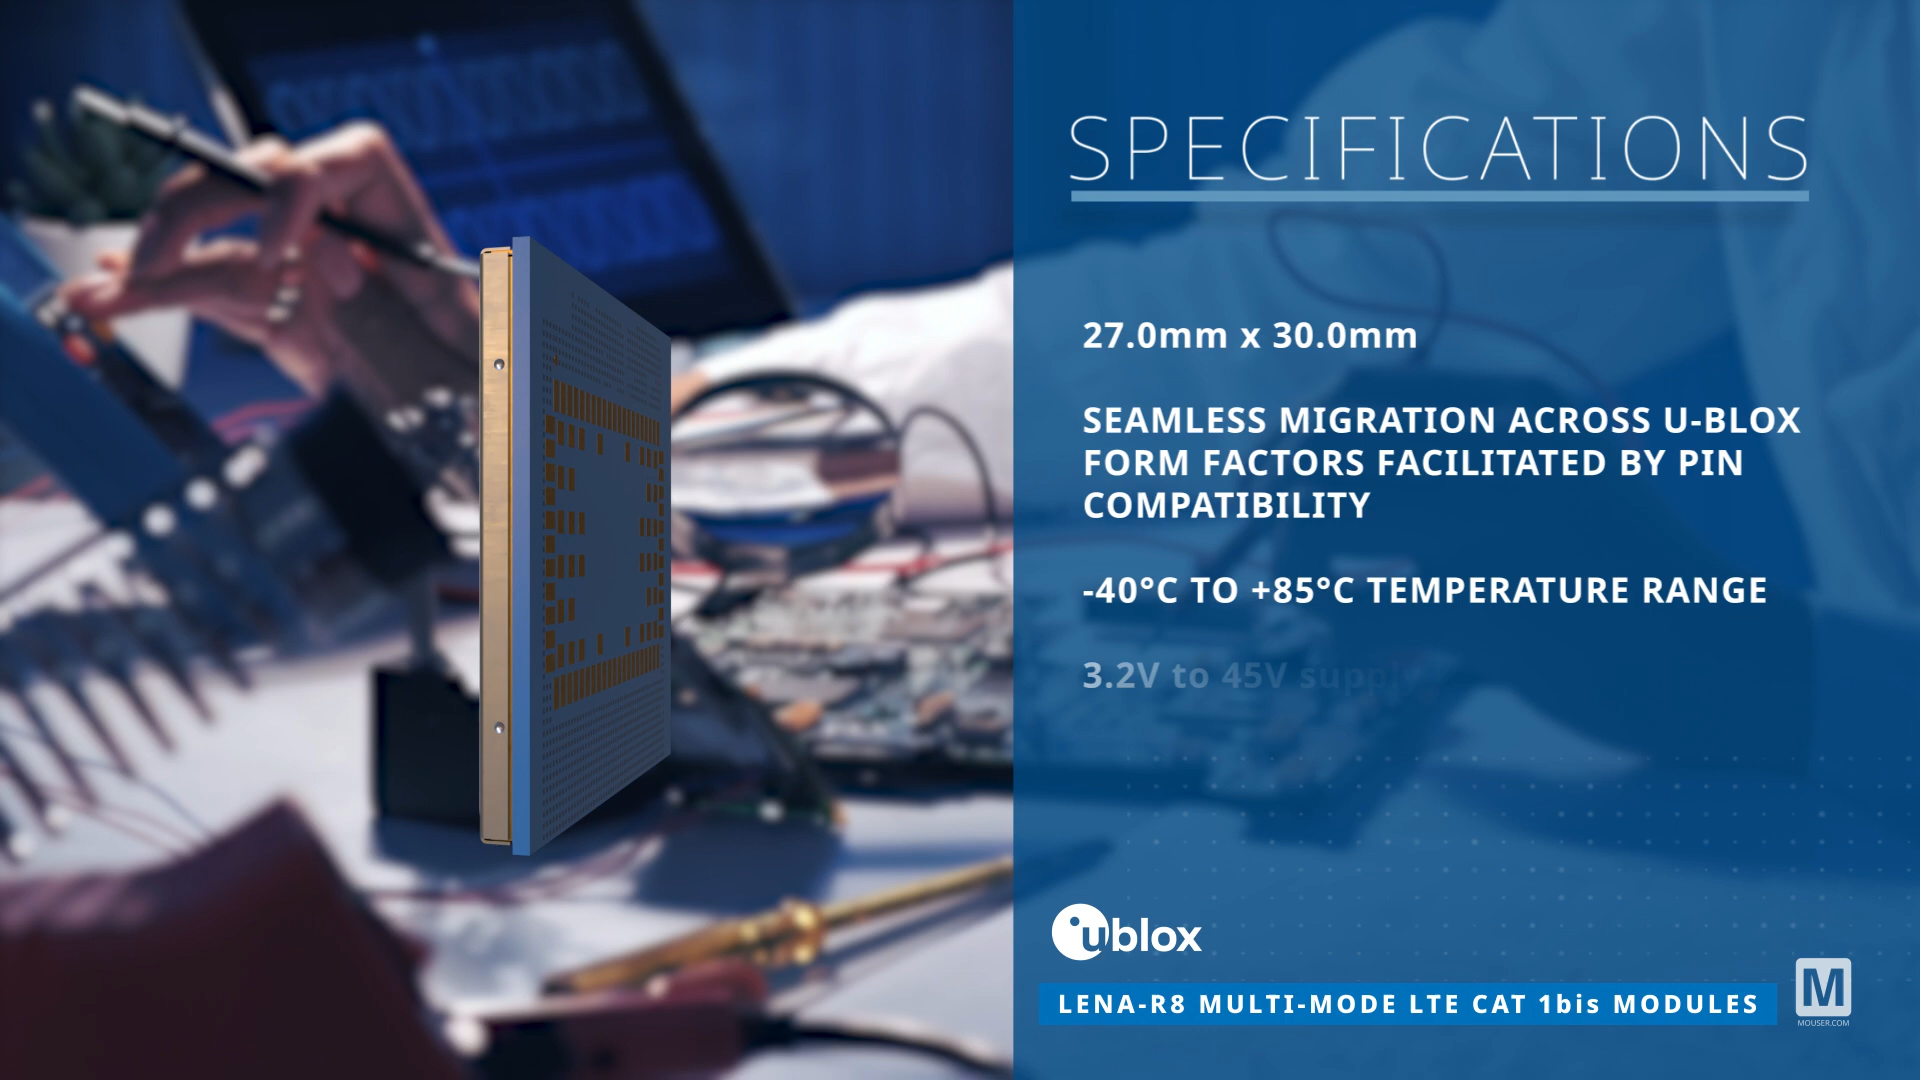 SPECIFICATIONS
27.0mm x 30.0mm
SEAMLESS MIGRATION ACROSS U-BLOX
FORM FACTORS FACILITATED BY PIN
COMPATIBILITY
-40°C TO +85°C TEMPERATURE RANGE
3.2V to 45V supply
ublox
LENA-R8 MULTI-MODE LTE CAT 1bis MODULES
M
MOUSER.COM